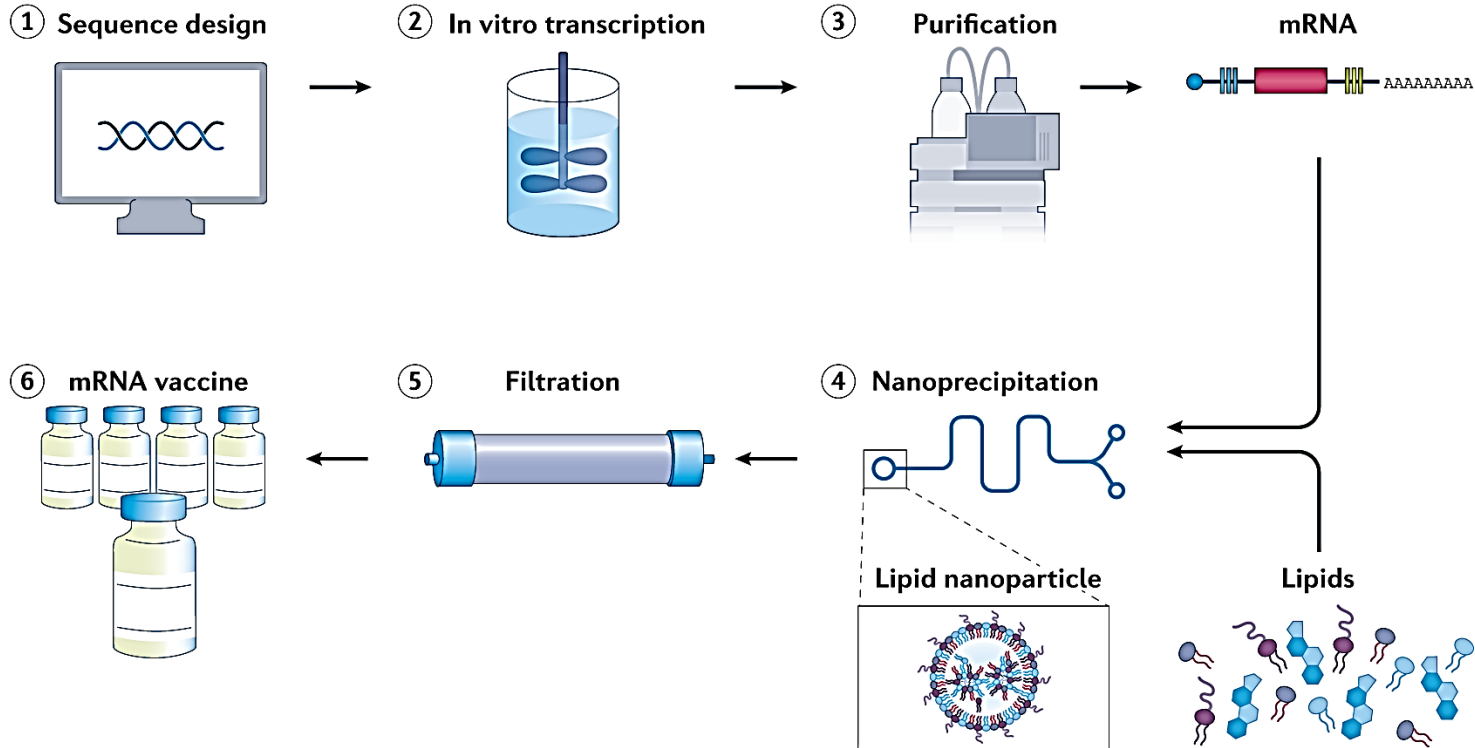 1 Sequence design
2 In vitro transcription
3 Purification
mRNA
AAAAAAAAA
6 mRNA vaccine
5 Filtration
4 Nanoprecipitation
Lipid nanoparticle
Lipids